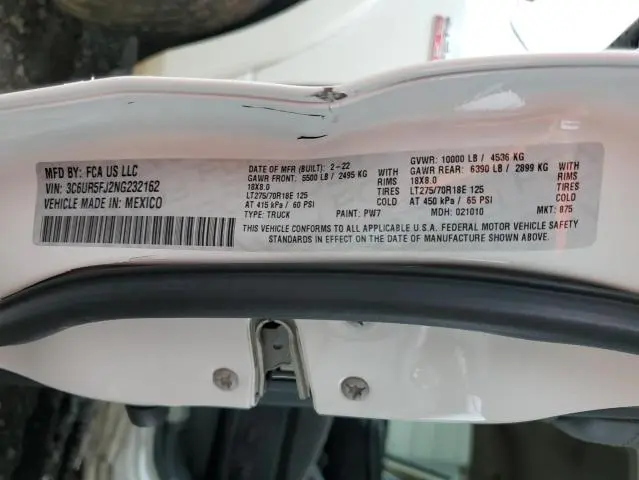 MFD BY: FCA US LLC
VIN: 3C6UR5FJ2NG232162
VEHICLE MADE IN: MEXICO
DATE OF MFR (BUILT): 2-22
GAWR FRONT: 5500 LB / 2495 KG
18X8.0 RIMS
LT275/70R18E 125 TIRES
AT 415 kPa / 60 PSI COLD
TYPE: TRUCK PAINT: PW7
GVWR: 10000 LB / 4536 KG
GAWR REAR: 6390 LB / 2899 KG
18X8.0 RIMS
LT275/70R18E 125 TIRES
AT 450 kPa / 65 PSI COLD
MDH: 021010 MKT: 875
THIS VEHICLE CONFORMS TO ALL APPLICABLE U.S.A. FEDERAL MOTOR VEHICLE SAFETY
STANDARDS IN EFFECT ON THE DATE OF MANUFACTURE SHOWN ABOVE.